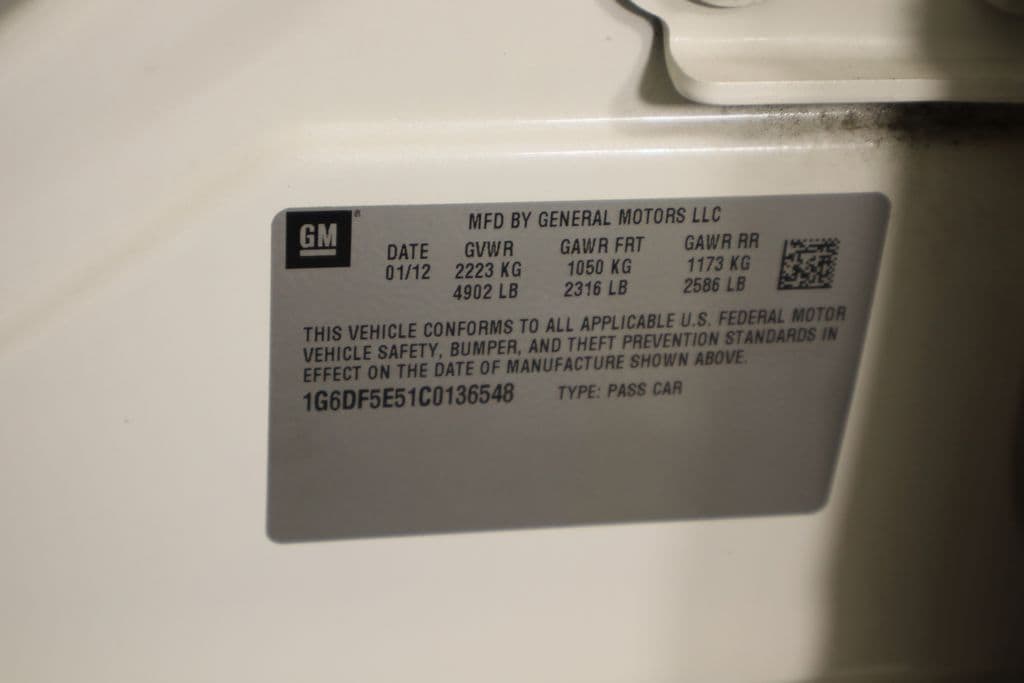 GM
MFD BY GENERAL MOTORS LLC
DATE GVWR GAWR FRT GAWR RR
01/12 2223 KG 1050 KG 1173 KG
4902 LB 2316 LB 2586 LB
THIS VEHICLE CONFORMS TO ALL APPLICABLE U.S. FEDERAL MOTOR
VEHICLE SAFETY, BUMPER, AND THEFT PREVENTION STANDARDS IN
EFFECT ON THE DATE OF MANUFACTURE SHOWN ABOVE.
1G6DF5E51C0136548 TYPE: PASS CAR